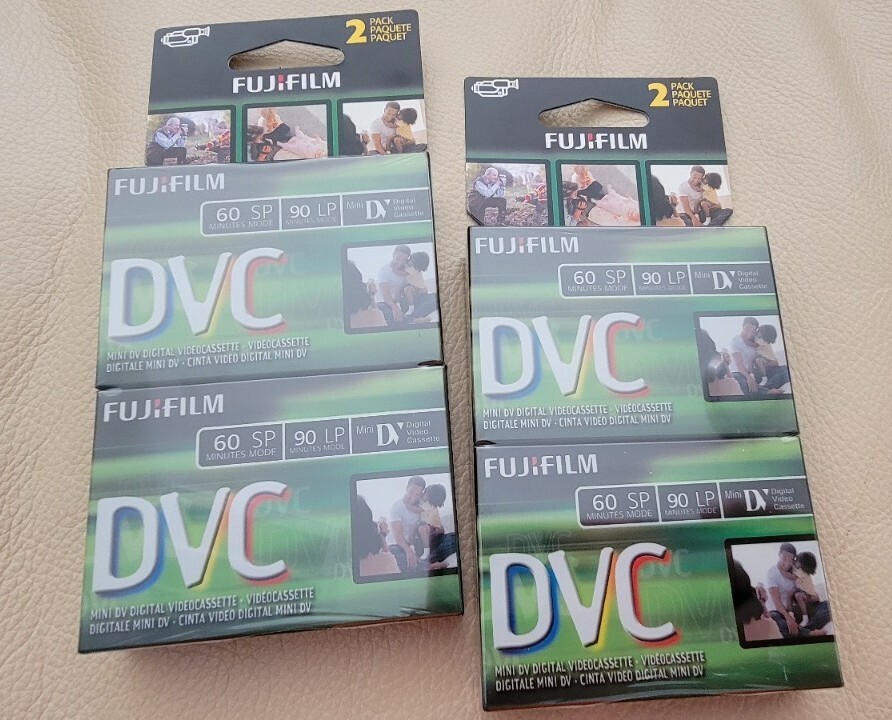 2 PACK
PAQUETE
PAQUET
FUJIFILM
FUJIFILM
60 SP
MINUTES MODE
90 LP
MINUTES MODE
Mini DV Digital
Video
Cassette
DVC
MINI DV DIGITAL VIDEOCASSETTE · VIDÉOCASSETTE
DIGITALE MINI DV · CINTA VIDEO DIGITAL MINI DV
FUJIFILM
60 SP
MINUTES MODE
90 LP
MINUTES MODE
Mini DV Digital
Video
Cassette
DVC
MINI DV DIGITAL VIDEOCASSETTE · VIDÉOCASSETTE
DIGITALE MINI DV · CINTA VIDEO DIGITAL MINI DV
2 PACK
PAQUETE
PAQUET
FUJIFILM
FUJIFILM
60 SP
MINUTES MODE
90 LP
MINUTES MODE
Mini DV Digital
Video
Cassette
DVC
MINI DV DIGITAL VIDEOCASSETTE · VIDÉOCASSETTE
DIGITALE MINI DV · CINTA VIDEO DIGITAL MINI DV
FUJIFILM
60 SP
MINUTES MODE
90 LP
MINUTES MODE
Mini DV Digital
Video
Cassette
DVC
MINI DV DIGITAL VIDEOCASSETTE · VIDÉOCASSETTE
DIGITALE MINI DV · CINTA VIDEO DIGITAL MINI DV